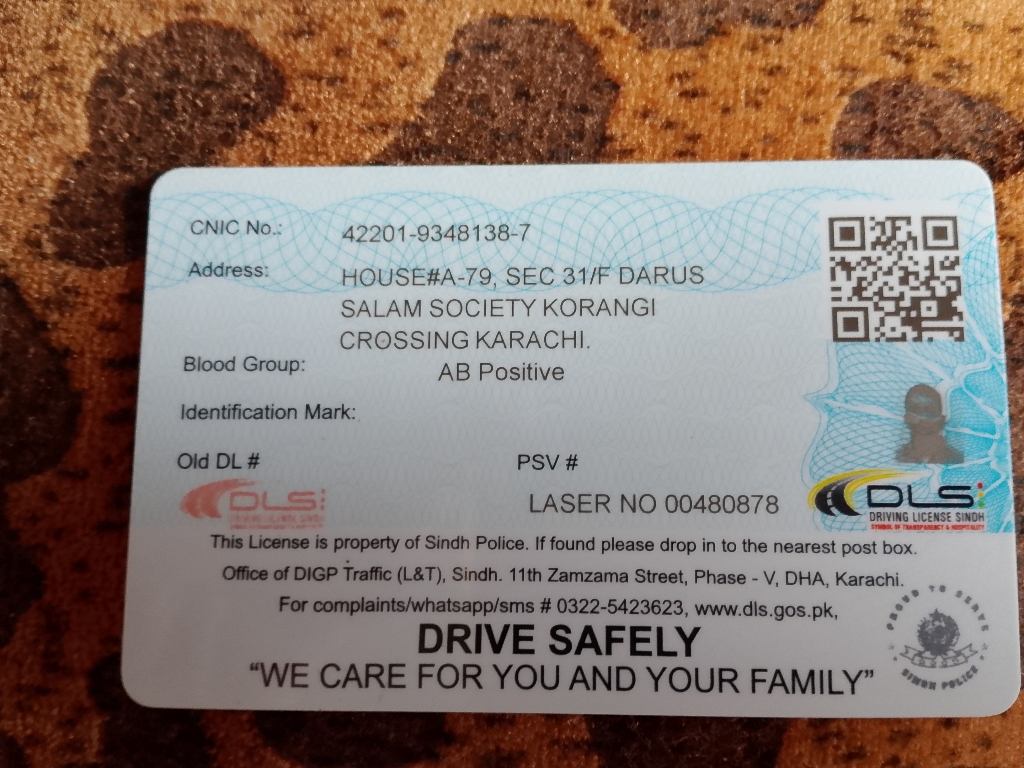 CNIC No.: 42201-9348138-7
Address: HOUSE#A-79, SEC 31/F DARUS
SALAM SOCIETY KORANGI
CROSSING KARACHI.
Blood Group: AB Positive
Identification Mark:
Old DL # PSV #
DLS
LASER NO 00480878
DLS
DRIVING LICENSE SINDH
SYMBOL OF TRANSPARENCY & HOSPITALITY
This License is property of Sindh Police. If found please drop in to the nearest post box.
Office of DIGP Traffic (L&T), Sindh. 11th Zamzama Street, Phase - V, DHA, Karachi.
For complaints/whatsapp/sms # 0322-5423623, www.dls.gos.pk,
PROUD TO SERVE
SINDH POLICE
DRIVE SAFELY
“WE CARE FOR YOU AND YOUR FAMILY”